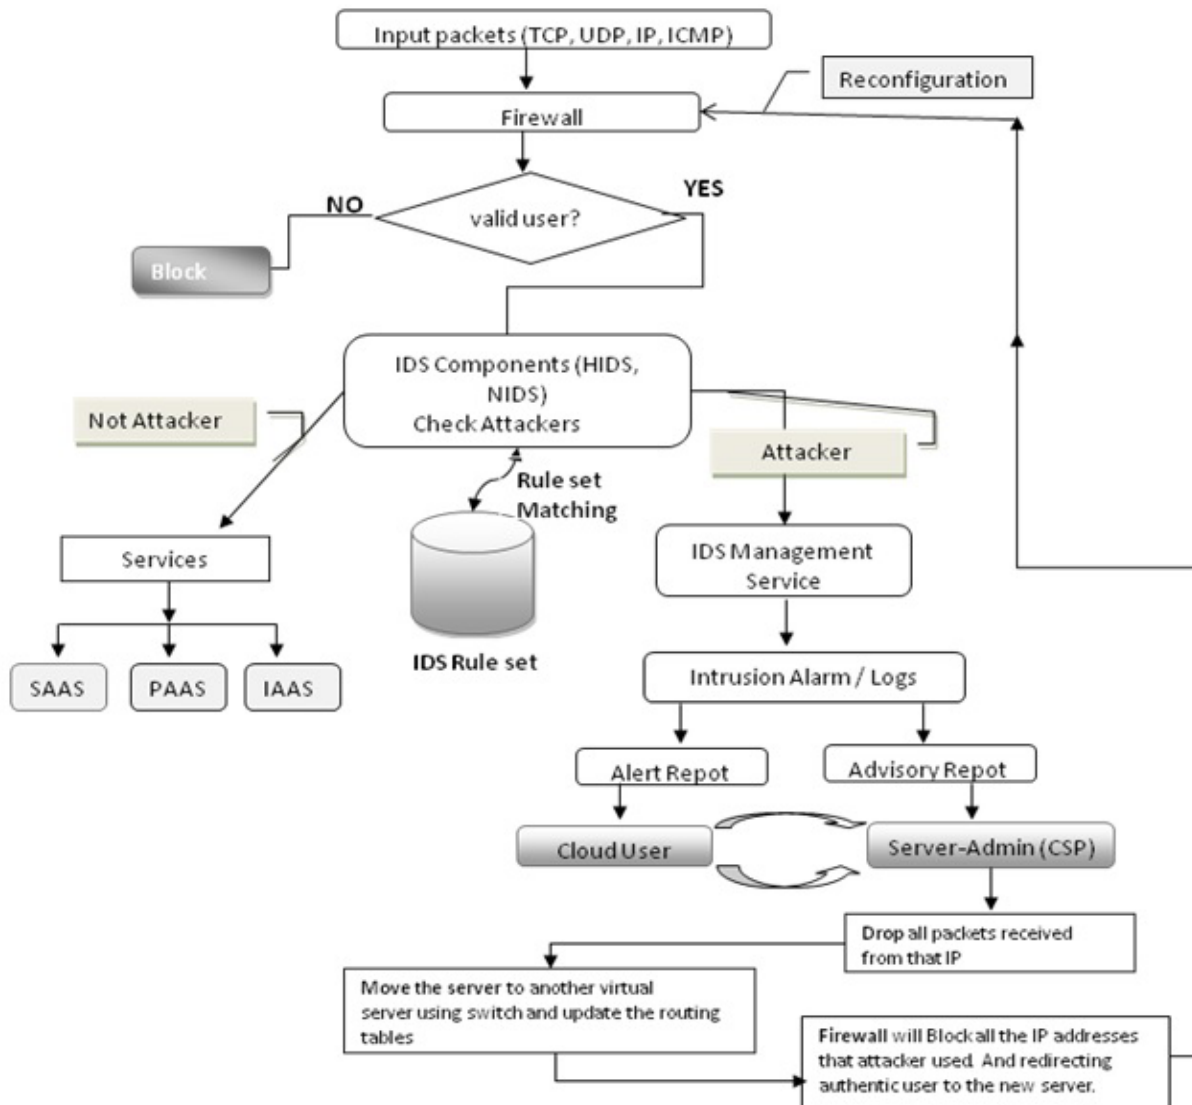 Input packets (TCP, UDP, IP, ICMP)
Reconfiguration
Firewall
NO
YES
valid user?
Block
IDS Components (HIDS,
NIDS)
Check Attackers
Not Attacker
Attacker
Rule set
Matching
IDS Management
Service
Services
IDS Rule set
SAAS
PAAS
IAAS
Intrusion Alarm / Logs
Alert Repot
Advisory Repot
Cloud User
Server-Admin (CSP)
Drop all packets received
from that IP
Move the server to another virtual
server using switch and update the routing
tables
Firewall will Block all the IP addresses
that attacker used. And redirecting
authentic user to the new server.